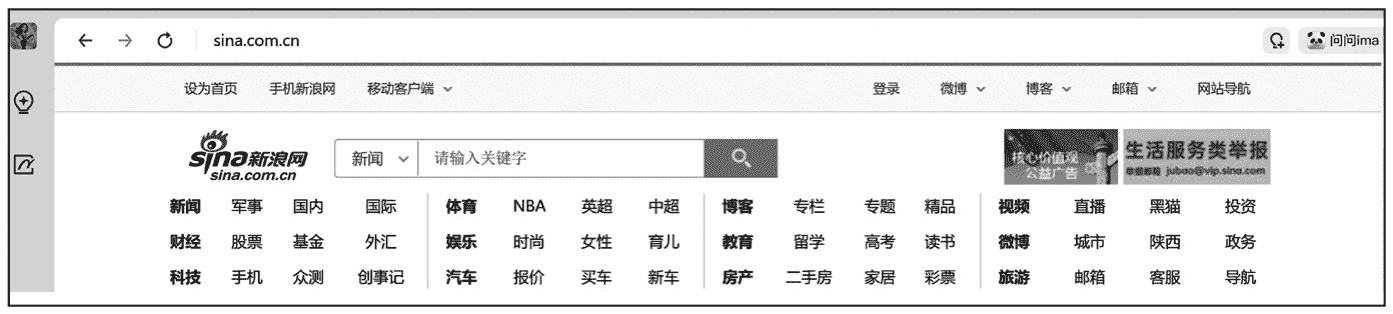 sina.com.cn 问问ima
设为首页 手机新浪网 移动客户端 登录 微博 博客 邮箱 网站导航
sina新浪网 新闻 请输入关键字
sina.com.cn
核心价值观
公益广告
生活服务类举报
举报邮箱 jubao@vip.sina.com
新闻 军事 国内 国际 体育 NBA 英超 中超 博客 专栏 专题 精品 视频 直播 黑猫 投资
财经 股票 基金 外汇 娱乐 时尚 女性 育儿 教育 留学 高考 读书 微博 城市 陕西 政务
科技 手机 众测 创事记 汽车 报价 买车 新车 房产 二手房 家居 彩票 旅游 邮箱 客服 导航